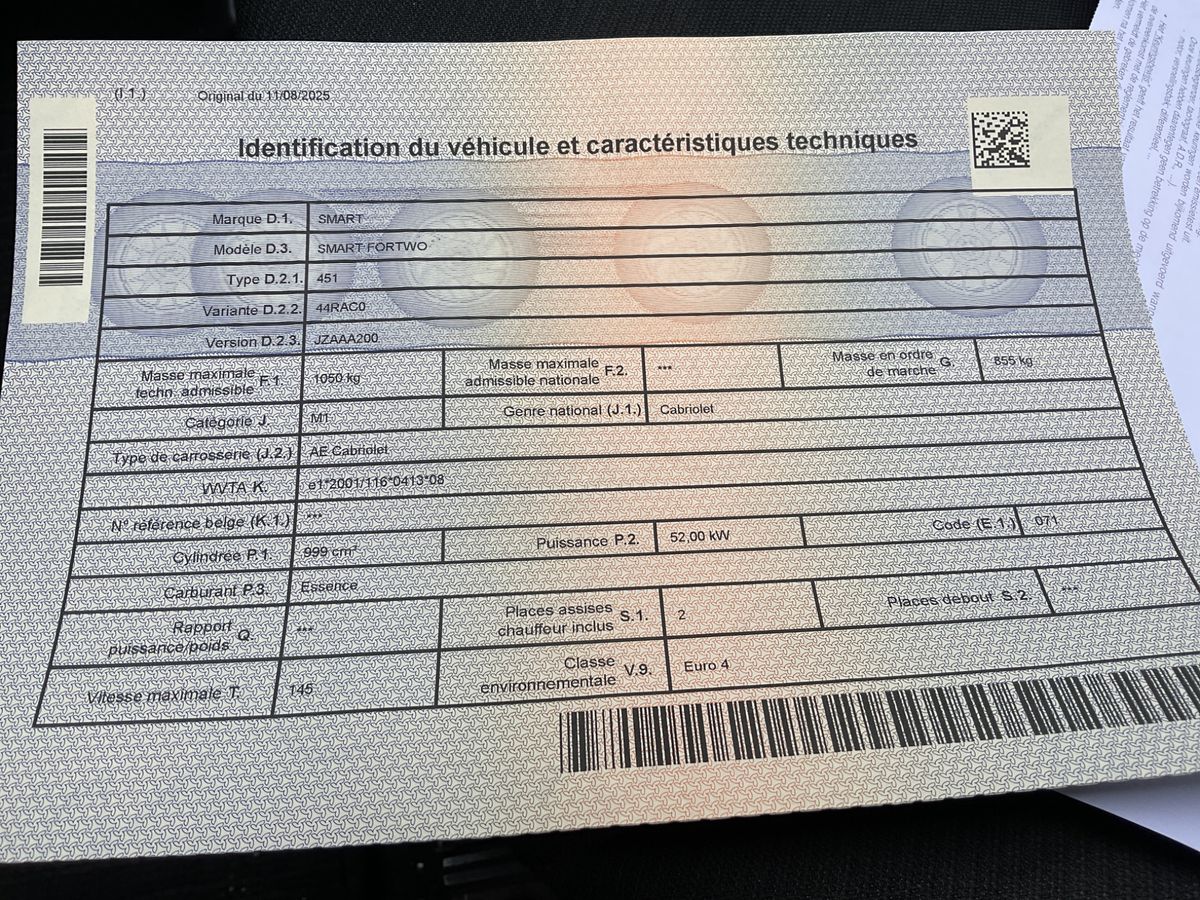 (I.1.) Original du 11/08/2025
Identification du véhicule et caractéristiques techniques
Marque D.1. SMART
Modèle D.3. SMART FORTWO
Type D.2.1. 451
Variante D.2.2. 44RAC0
Version D.2.3. JZAAA200
Masse maximale techn. admissible F.1. 1050 kg Masse maximale admissible nationale F.2. *** Masse en ordre de marche G. 855 kg
Catégorie J. M1 Genre national (J.1.) Cabriolet
Type de carrosserie (J.2.) AE Cabriolet
WVTA K. e1*2001/116*0413*08
N° référence belge (K.1.) ***
Cylindrée P.1. 999 cm³ Puissance P.2. 52,00 kW Code (E.1.) 071
Carburant P.3. Essence
Rapport puissance/poids Q. *** Places assises chauffeur inclus S.1. 2 Places debout S.2. ***
Vitesse maximale T. 145 Classe environnementale V.9. Euro 4